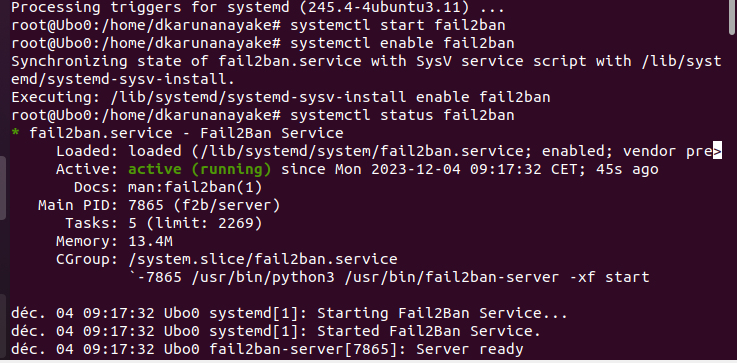 Processing triggers for systemd (245.4-4ubuntu3.11) ...
root@Ubo0:/home/dkarunanayake# systemctl start fail2ban
root@Ubo0:/home/dkarunanayake# systemctl enable fail2ban
Synchronizing state of fail2ban.service with SysV service script with /lib/syst
emd/systemd-sysv-install.
Executing: /lib/systemd/systemd-sysv-install enable fail2ban
root@Ubo0:/home/dkarunanayake# systemctl status fail2ban
* fail2ban.service - Fail2Ban Service
     Loaded: loaded (/lib/systemd/system/fail2ban.service; enabled; vendor pre>
     Active: active (running) since Mon 2023-12-04 09:17:32 CET; 45s ago
       Docs: man:fail2ban(1)
   Main PID: 7865 (f2b/server)
      Tasks: 5 (limit: 2269)
     Memory: 13.4M
     CGroup: /system.slice/fail2ban.service
             `-7865 /usr/bin/python3 /usr/bin/fail2ban-server -xf start

déc. 04 09:17:32 Ubo0 systemd[1]: Starting Fail2Ban Service...
déc. 04 09:17:32 Ubo0 systemd[1]: Started Fail2Ban Service.
déc. 04 09:17:32 Ubo0 fail2ban-server[7865]: Server ready